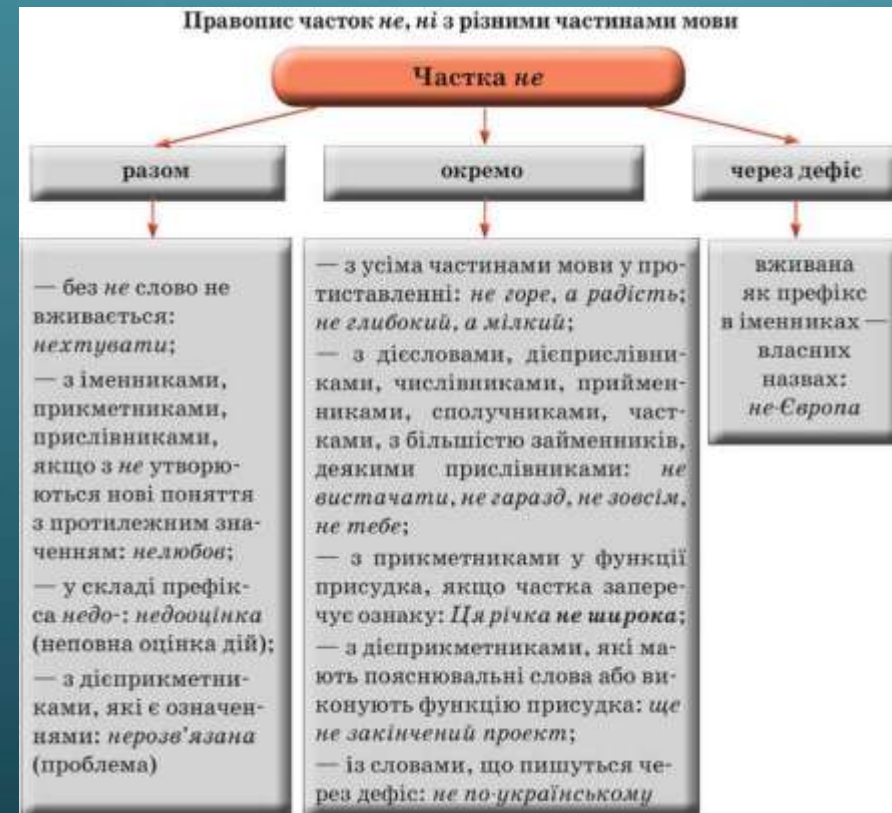 Правопис часток не, ні з різними частинами мови
Частка не
разом
— без не слово не
вживається:
нехтувати;
— з іменниками,
прикметниками,
прислівниками,
якщо з не утворю-
ються нові поняття
з протилежним зна-
ченням: нелюбов;
— у складі префік-
са недо-: недооцінка
(неповна оцінка дій);
— з дієприкметни-
ками, які є означен-
нями: нерозв’язана
(проблема)
окремо
— з усіма частинами мови у про-
тиставленні: не горе, а радість;
не глибокий, а мілкий;
— з дієсловами, дієприслівни-
ками, числівниками, приймен-
никами, сполучниками, част-
ками, з більшістю займенників,
деякими прислівниками: не
вистачати, не гаразд, не зовсім,
не тебе;
— з прикметниками у функції
присудка, якщо частка запере-
чує ознаку: Ця річка не широка;
— з дієприкметниками, які ма-
ють пояснювальні слова або ви-
конують функцію присудка: ще
не закінчений проект;
— із словами, що пишуться че-
рез дефіс: не по-українському
через дефіс
вживана
як префікс
в іменниках —
власних
назвах:
не-Європа